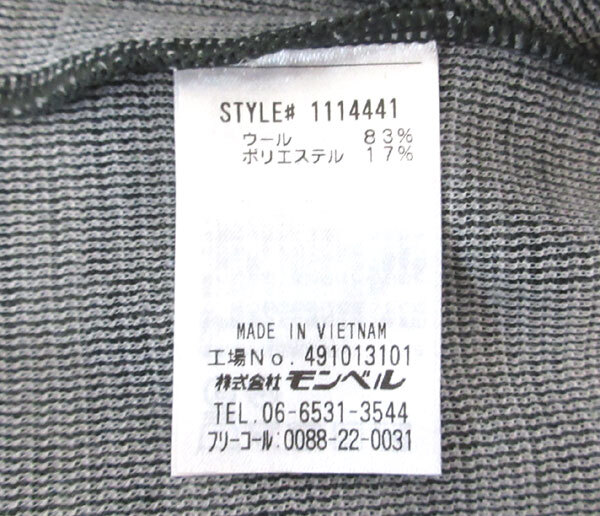 STYLE# 1114441
ウール 83%
ポリエステル 17%
MADE IN VIETNAM
工場No. 491013101
株式会社 モンベル
TEL. 06-6531-3544
フリーコール:0088-22-0031